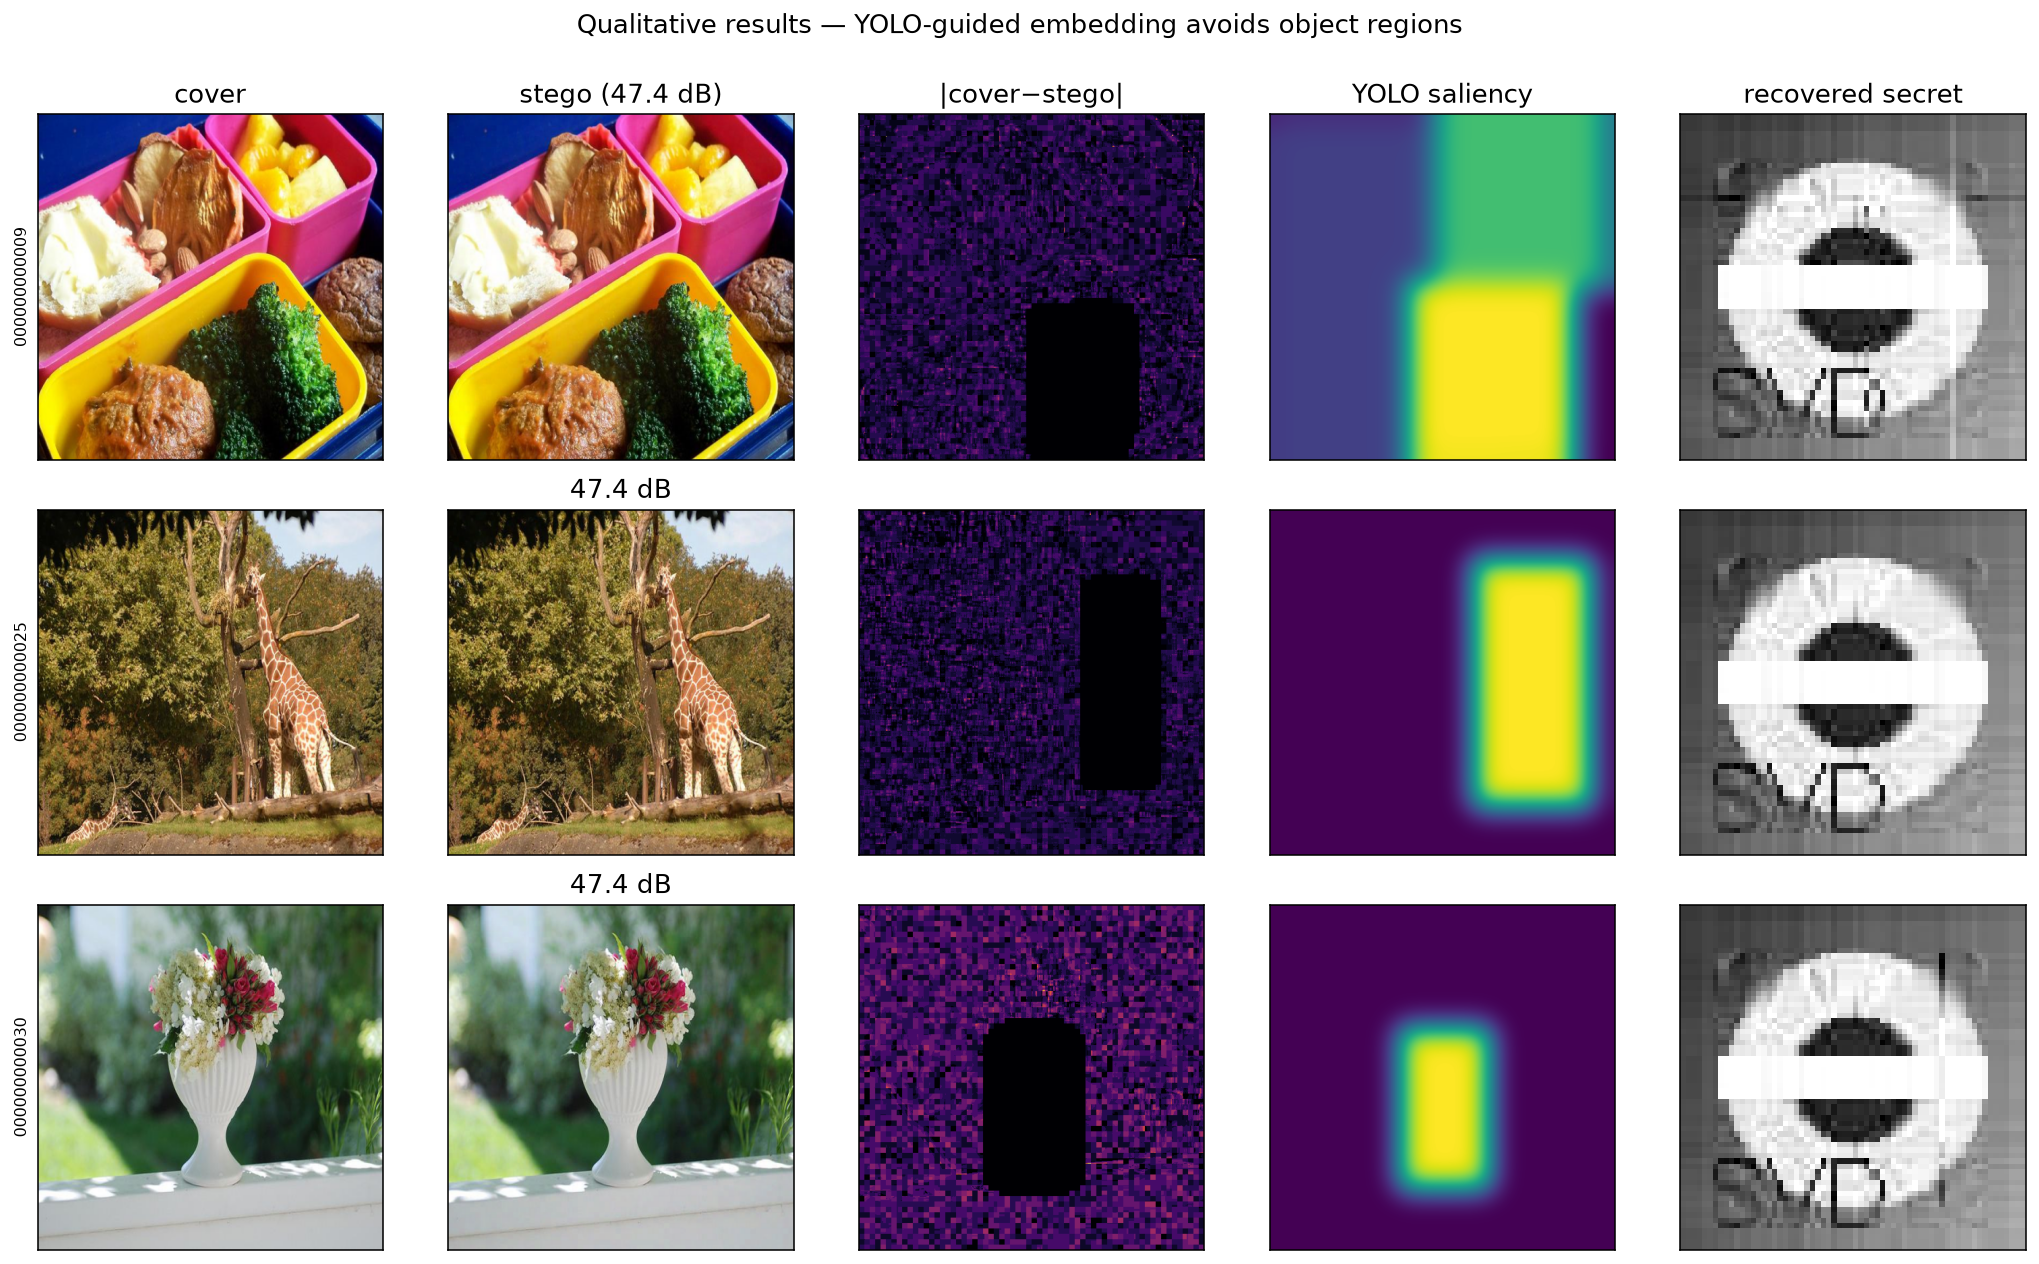 Qualitative results — YOLO-guided embedding avoids object regions
cover
stego (47.4 dB)
|cover−stego|
YOLO saliency
recovered secret
000000000009
47.4 dB
000000000025
47.4 dB
000000000030